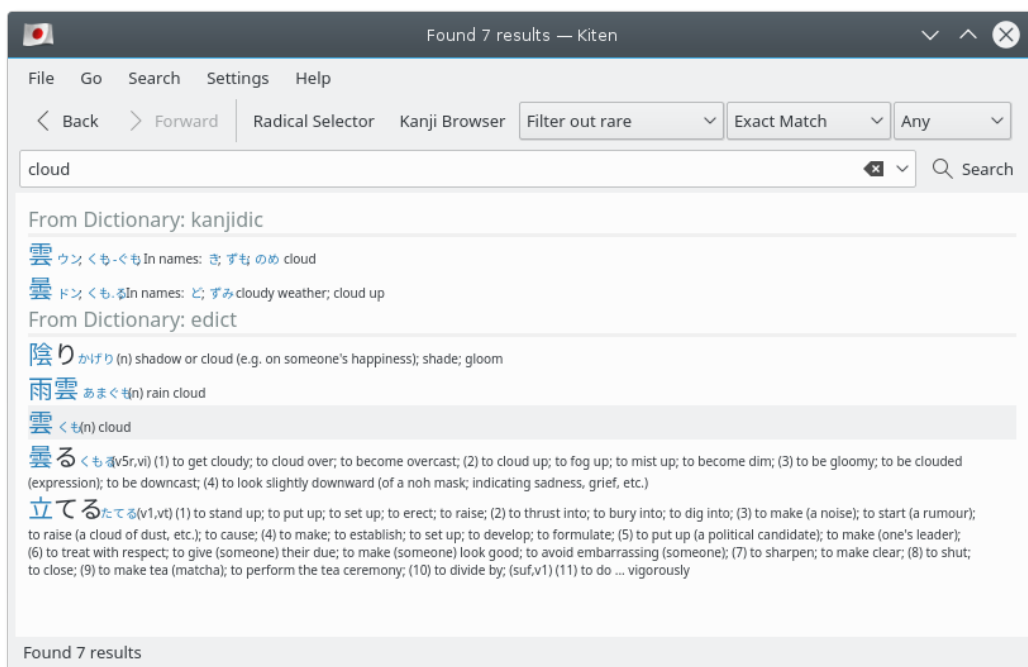 Found 7 results — Kiten
File Go Search Settings Help
Back Forward Radical Selector Kanji Browser Filter out rare Exact Match Any
cloud Search
From Dictionary: kanjidic
雲 ウン; くも; -ぐも; In names: き; ずも; のめ cloud
曇 ドン; くも.る In names: ど; ずみ cloudy weather; cloud up
From Dictionary: edict
陰り かげり (n) shadow or cloud (e.g. on someone's happiness); shade; gloom
雨雲 あまぐも (n) rain cloud
雲 くも (n) cloud
曇る くもる (v5r,vi) (1) to get cloudy; to cloud over; to become overcast; (2) to cloud up; to fog up; to mist up; to become dim; (3) to be gloomy; to be clouded
(expression); to be downcast; (4) to look slightly downward (of a noh mask; indicating sadness, grief, etc.)
立てる たてる (v1,vt) (1) to stand up; to put up; to set up; to erect; to raise; (2) to thrust into; to bury into; to dig into; (3) to make (a noise); to start (a rumour);
to raise (a cloud of dust, etc.); to cause; (4) to make; to establish; to set up; to develop; to formulate; (5) to put up (a political candidate); to make (one's leader);
(6) to treat with respect; to give (someone) their due; to make (someone) look good; to avoid embarrassing (someone); (7) to sharpen; to make clear; (8) to shut;
to close; (9) to make tea (matcha); to perform the tea ceremony; (10) to divide by; (suf,v1) (11) to do ... vigorously
Found 7 results